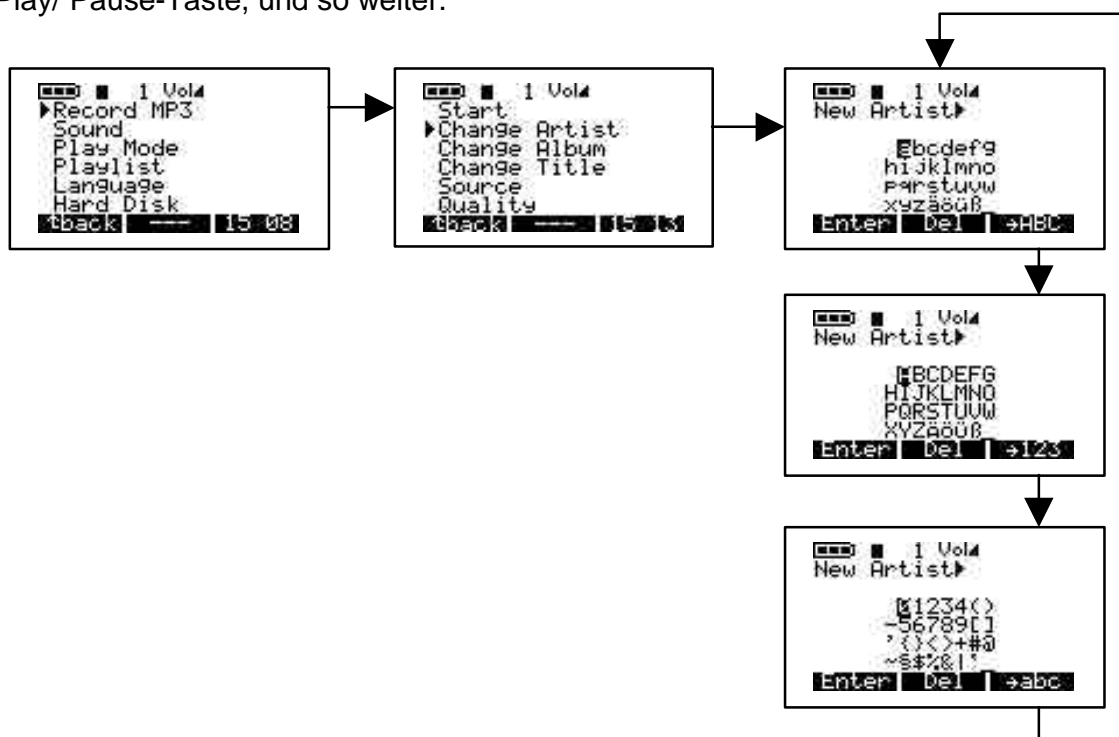 Play/ Pause-Taste, und so weiter.
1 Vol
Record MP3
Sound
Play Mode
Playlist
Language
Hard Disk
back --- 15 08
1 Vol
Start
Change Artist
Change Album
Change Title
Source
Quality
back --- 15 13
1 Vol
New Artist
abcdefg
hijklmno
pqrstuvw
xyzäöüß_
Enter Del →ABC
1 Vol
New Artist
ABCDEFG
HIJKLMNO
PQRSTUVW
XYZÄÖÜß_
Enter Del →123
1 Vol
New Artist
01234()
-56789[]
'{}<>+#@
~§$%&|'_
Enter Del →abc